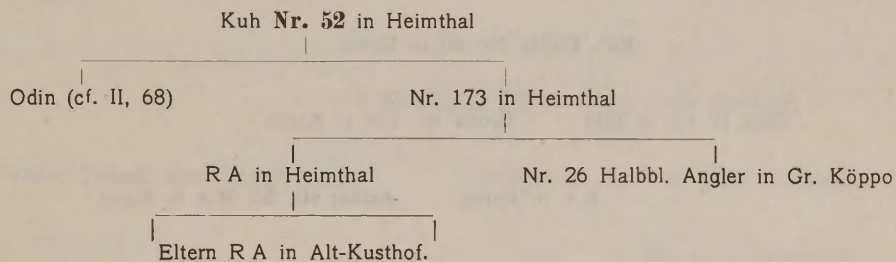 Kuh Nr. 52 in Heimthal
Odin (cf. II, 68) Nr. 173 in Heimthal
R A in Heimthal Nr. 26 Halbbl. Angler in Gr. Köppo
Eltern R A in Alt-Kusthof.